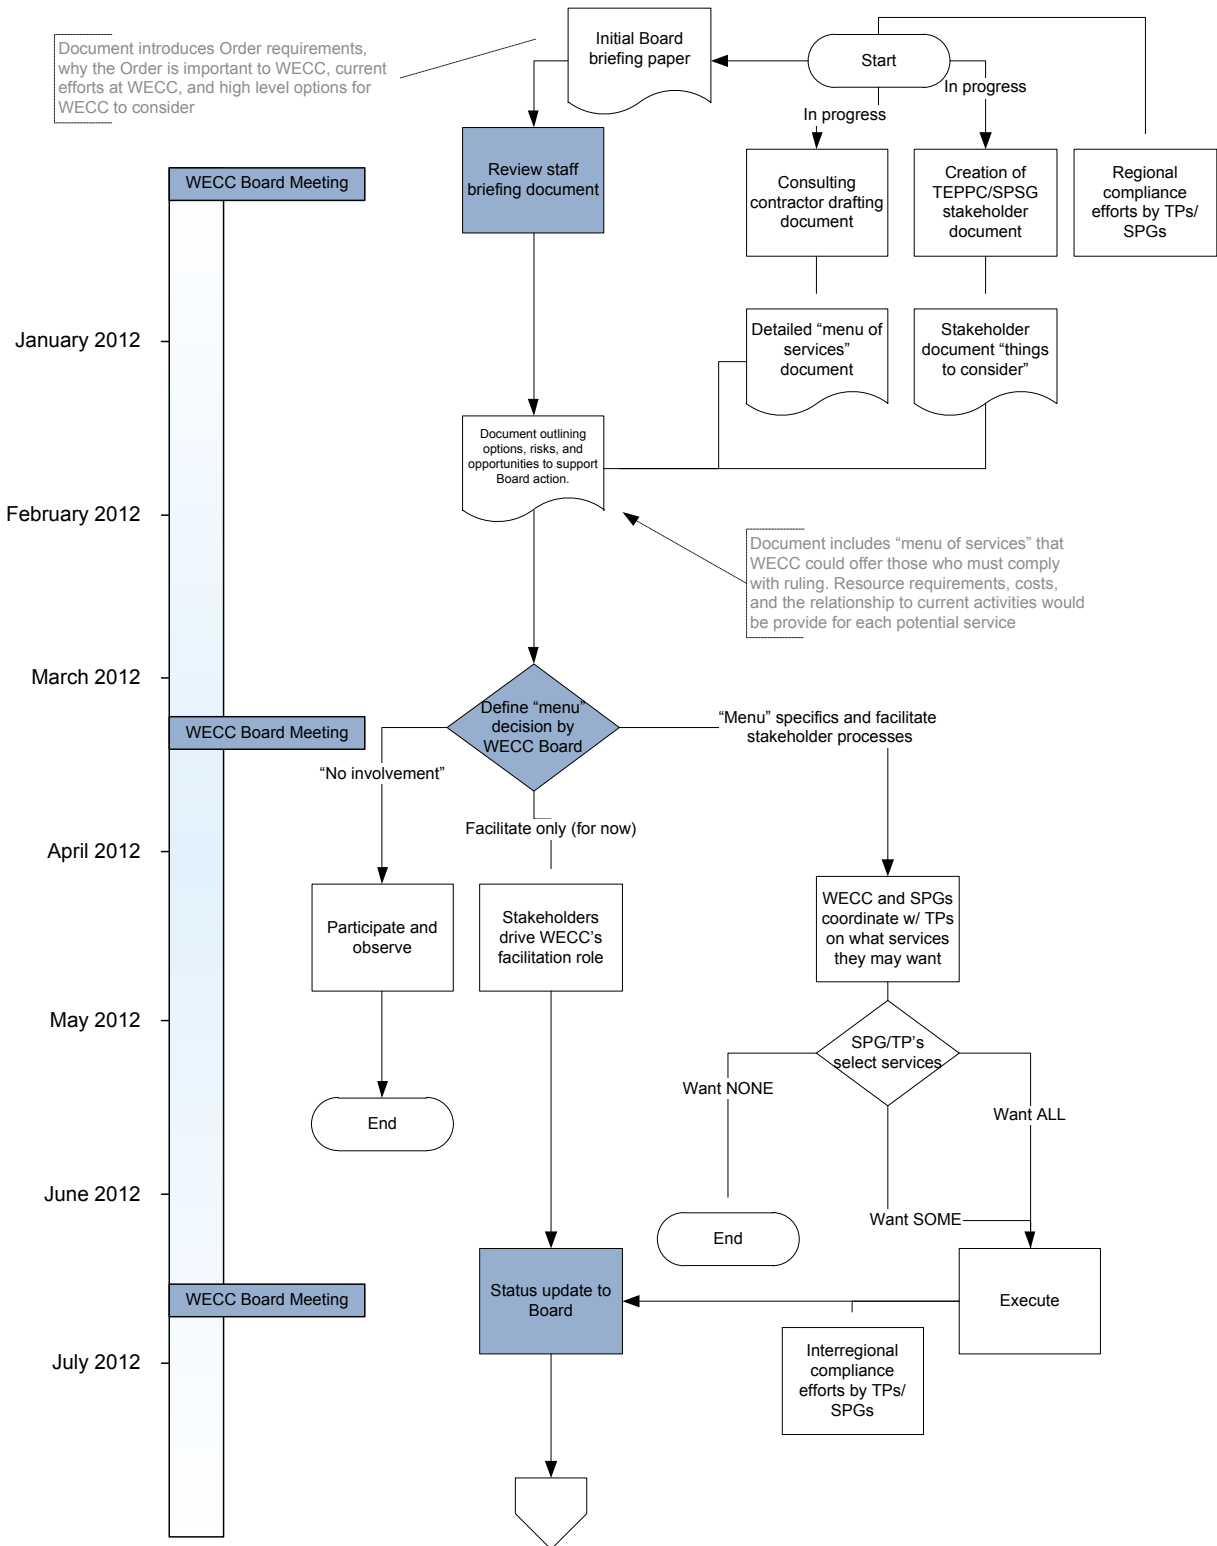 Document introduces Order requirements,
why the Order is important to WECC, current
efforts at WECC, and high level options for
WECC to consider
Initial Board
briefing paper
Start
In progress
In progress
WECC Board Meeting
Review staff
briefing document
Consulting
contractor drafting
document
Creation of
TEPPC/SPSG
stakeholder
document
Regional
compliance
efforts by TPs/
SPGs
January 2012
Detailed “menu of
services”
document
Stakeholder
document “things
to consider”
Document outlining
options, risks, and
opportunities to support
Board action.
February 2012
Document includes “menu of services” that
WECC could offer those who must comply
with ruling. Resource requirements, costs,
and the relationship to current activities would
be provide for each potential service
March 2012
WECC Board Meeting
Define “menu”
decision by
WECC Board
“Menu” specifics and facilitate
stakeholder processes
“No involvement”
Facilitate only (for now)
April 2012
Participate and
observe
Stakeholders
drive WECC’s
facilitation role
WECC and SPGs
coordinate w/ TPs
on what services
they may want
May 2012
SPG/TP’s
select services
Want NONE
Want ALL
End
June 2012
Want SOME
End
WECC Board Meeting
Status update to
Board
Execute
July 2012
Interregional
compliance
efforts by TPs/
SPGs